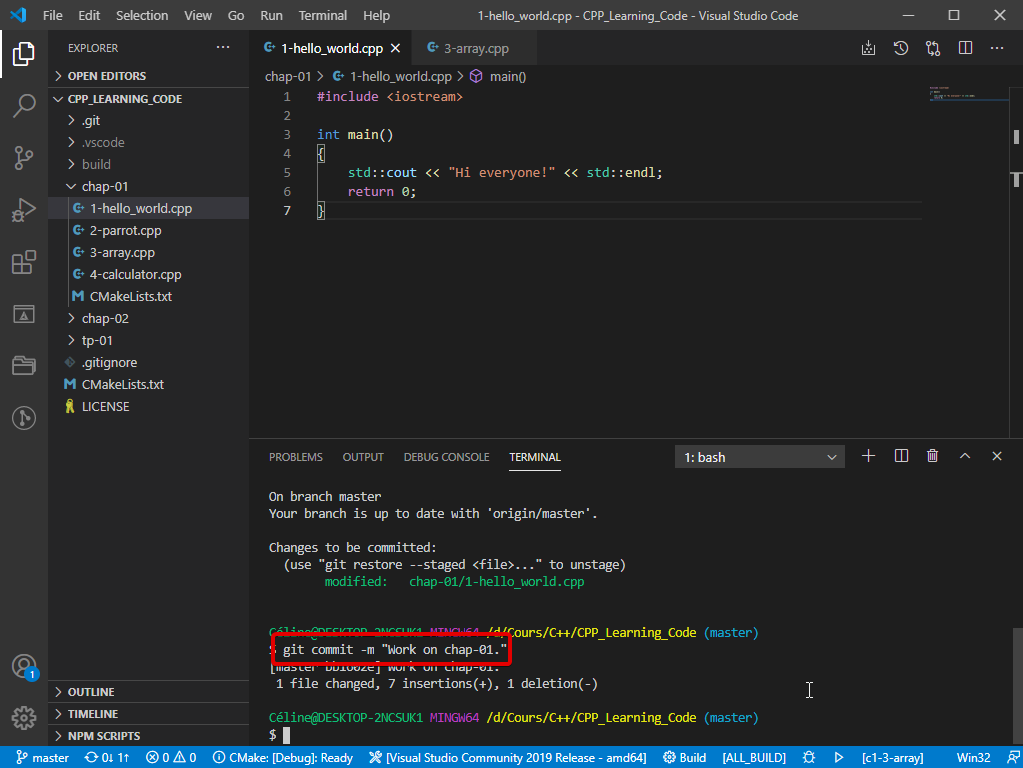 File Edit Selection View Go Run Terminal Help 1-hello_world.cpp - CPP_Learning_Code - Visual Studio Code
EXPLORER
OPEN EDITORS
CPP_LEARNING_CODE
.git
.vscode
build
chap-01
1-hello_world.cpp
2-parrot.cpp
3-array.cpp
4-calculator.cpp
CMakeLists.txt
chap-02
tp-01
.gitignore
CMakeLists.txt
LICENSE
OUTLINE
TIMELINE
NPM SCRIPTS
1
1-hello_world.cpp 3-array.cpp
chap-01 > 1-hello_world.cpp > main()
1 #include <iostream>
2
3 int main()
4 {
5 std::cout << "Hi everyone!" << std::endl;
6 return 0;
7 }
PROBLEMS OUTPUT DEBUG CONSOLE TERMINAL 1: bash
On branch master
Your branch is up to date with 'origin/master'.
Changes to be committed:
(use "git restore --staged <file>..." to unstage)
modified: chap-01/1-hello_world.cpp
Céline@DESKTOP-2NCSUK1 MINGW64 /d/Cours/C++/CPP_Learning_Code (master)
$ git commit -m "Work on chap-01."
[master] Work on chap-01.
1 file changed, 7 insertions(+), 1 deletion(-)
Céline@DESKTOP-2NCSUK1 MINGW64 /d/Cours/C++/CPP_Learning_Code (master)
$
master 0↓ 1↑ 0 0 CMake: [Debug]: Ready [Visual Studio Community 2019 Release - amd64] Build [ALL_BUILD] [c1-3-array] Win32